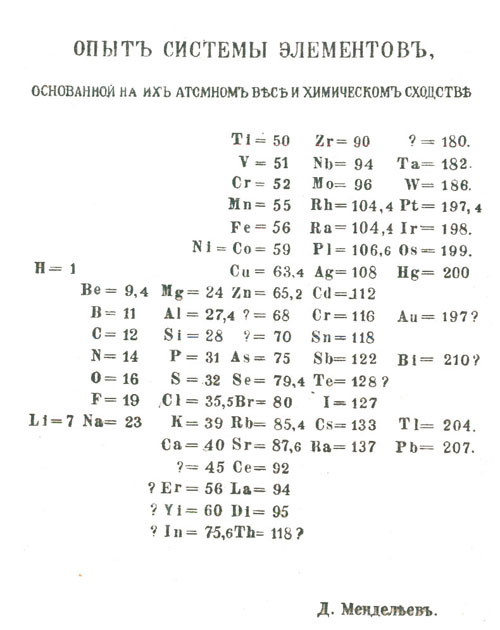 ОПЫТЪ СИСТЕМЫ ЭЛЕМЕНТОВЪ,
ОСНОВАННОЙ НА ИХЪ АТОМНОМЪ ВѢСѢ И ХИМИЧЕСКОМЪ СХОДСТВѢ
Ti = 50 Zr = 90 ? = 180.
V = 51 Nb = 94 Ta = 182.
Cr = 52 Mo = 96 W = 186.
Mn = 55 Rh = 104,4 Pt = 197,4
Fe = 56 Ra = 104,4 Ir = 198.
Ni = Co = 59 Pl = 106,6 Os = 199.
H = 1 Cu = 63,4 Ag = 108 Hg = 200
Be = 9,4 Mg = 24 Zn = 65,2 Cd = 112
B = 11 Al = 27,4 ? = 68 Cr = 116 Au = 197?
C = 12 Si = 28 ? = 70 Sn = 118
N = 14 P = 31 As = 75 Sb = 122 Bi = 210?
O = 16 S = 32 Se = 79,4 Te = 128?
F = 19 Cl = 35,5 Br = 80 I = 127
Li = 7 Na = 23 K = 39 Rb = 85,4 Cs = 133 Tl = 204.
Ca = 40 Sr = 87,6 Ba = 137 Pb = 207.
? = 45 Ce = 92
? Er = 56 La = 94
? Yi = 60 Di = 95
? In = 75,6 Th = 118?
Д. Менделѣевъ.